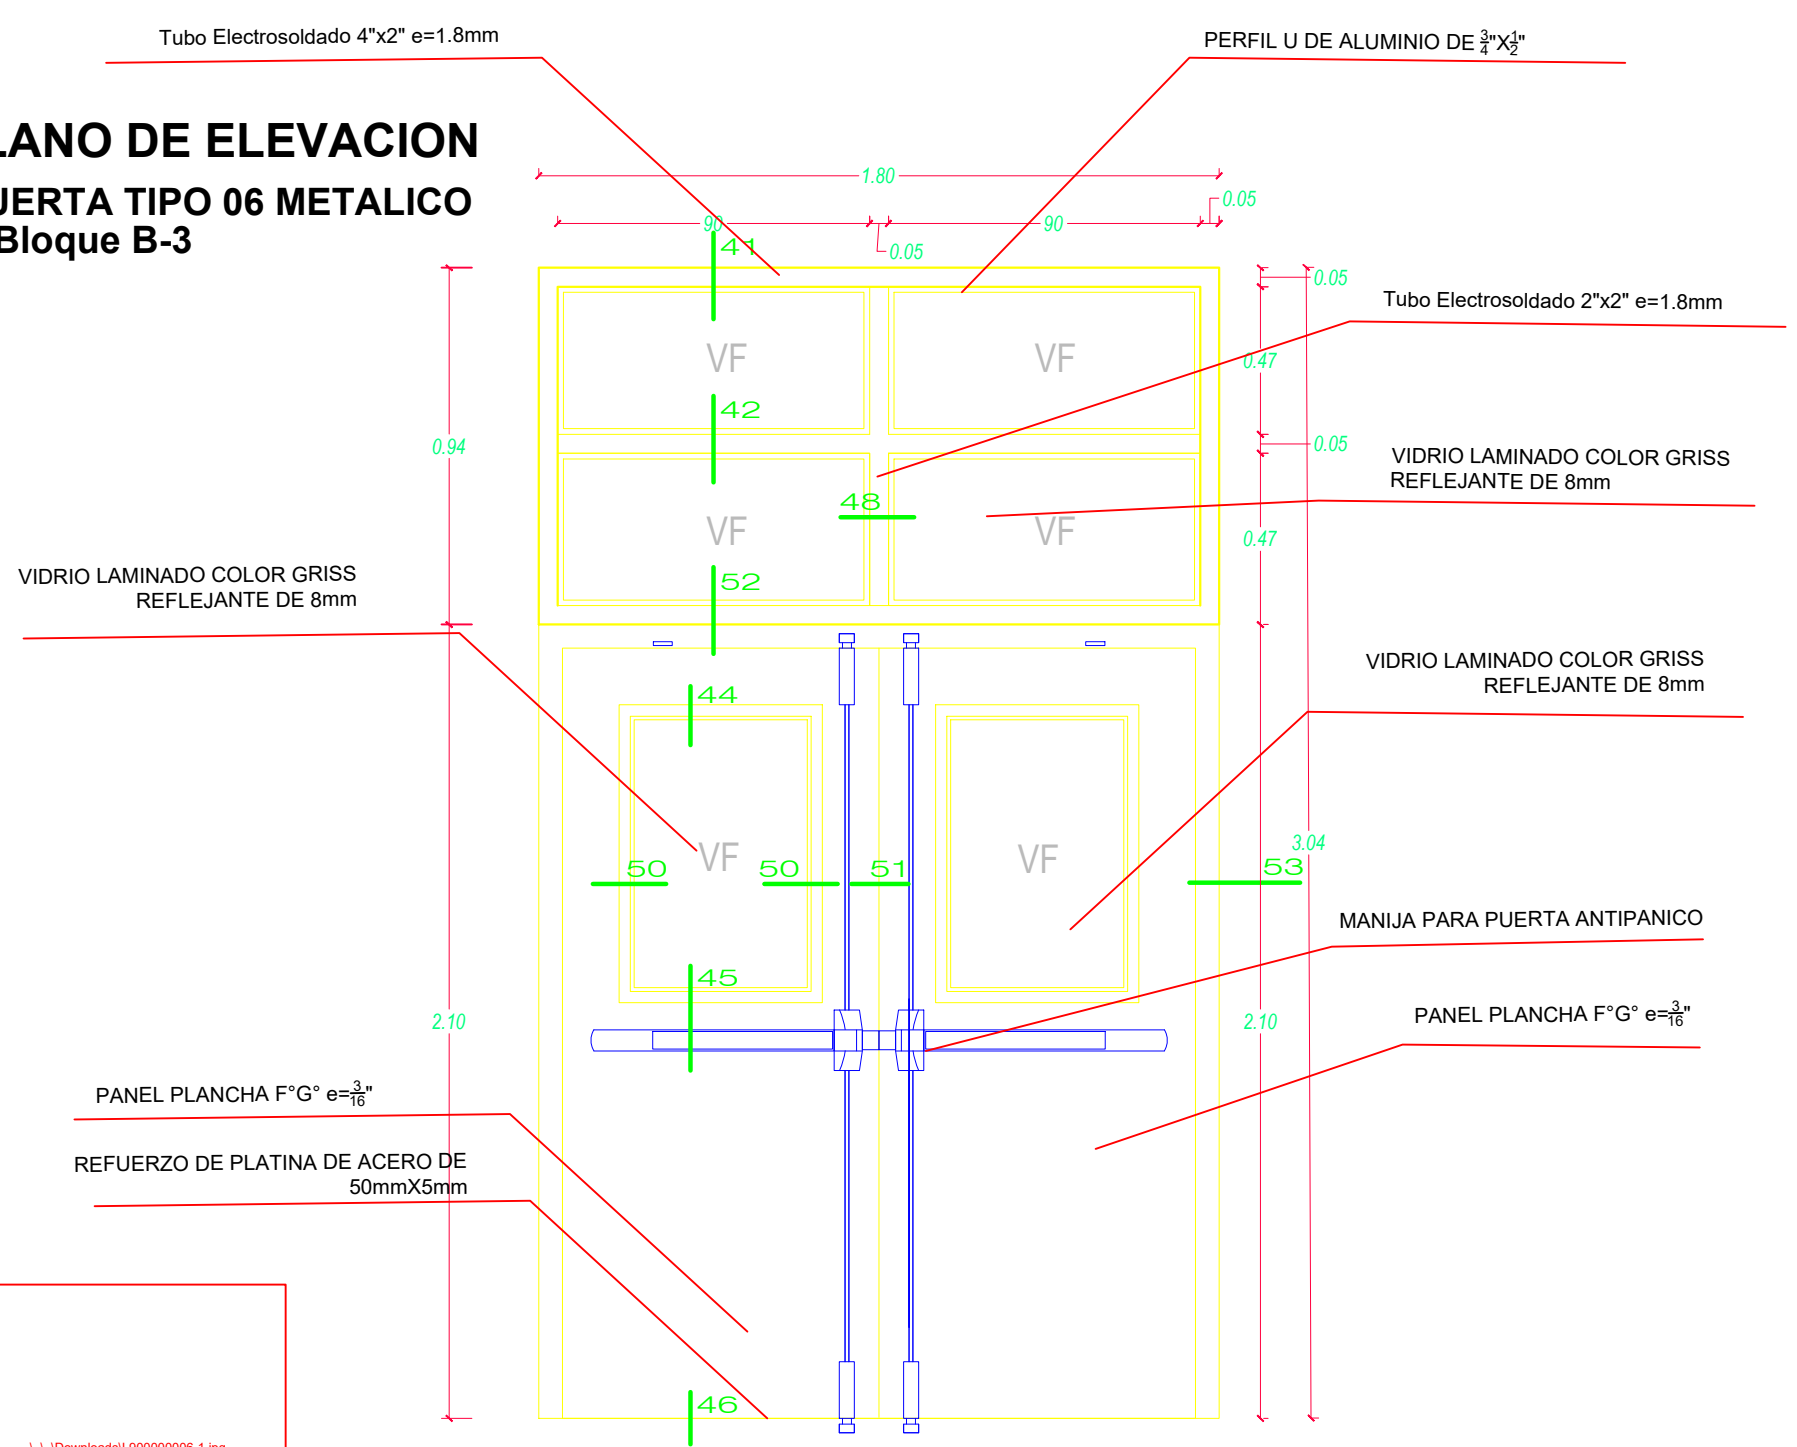 Tubo Electrosoldado 4"x2" e=1.8mm
PERFIL U DE ALUMINIO DE 3/4"X1/2"
LANO DE ELEVACION
UERTA TIPO 06 METALICO
Bloque B-3
1.80
0.05
90
90
0.05
41
0.05
Tubo Electrosoldado 2"x2" e=1.8mm
VF
VF
0.47
42
0.94
0.05
VIDRIO LAMINADO COLOR GRISS
REFLEJANTE DE 8mm
48
VF
VF
0.47
VIDRIO LAMINADO COLOR GRISS
REFLEJANTE DE 8mm
52
VIDRIO LAMINADO COLOR GRISS
REFLEJANTE DE 8mm
44
3.04
VF
VF
50
50
51
53
MANIJA PARA PUERTA ANTIPANICO
45
2.10
2.10
PANEL PLANCHA F°G° e=3/16"
PANEL PLANCHA F°G° e=3/16"
REFUERZO DE PLATINA DE ACERO DE
50mmX5mm
46